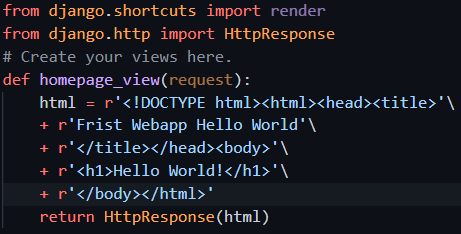 from django.shortcuts import render
from django.http import HttpResponse
# Create your views here.
def homepage_view(request):
    html = r'<!DOCTYPE html><html><head><title>'\
    + r'Frist Webapp Hello World'\
    + r'</title></head><body>'\
    + r'<h1>Hello World!</h1>'\
    + r'</body></html>'
    return HttpResponse(html)